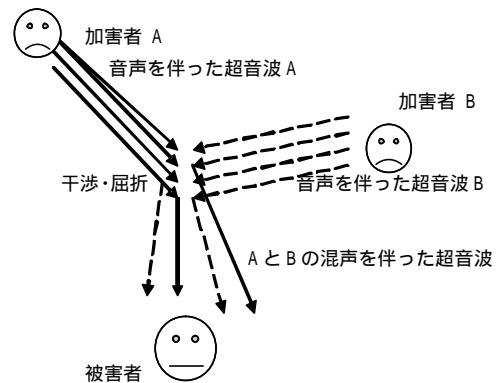 加害者 A
音声を伴った超音波 A
加害者 B
干渉・屈折
音声を伴った超音波 B
A と B の混声を伴った超音波
被害者